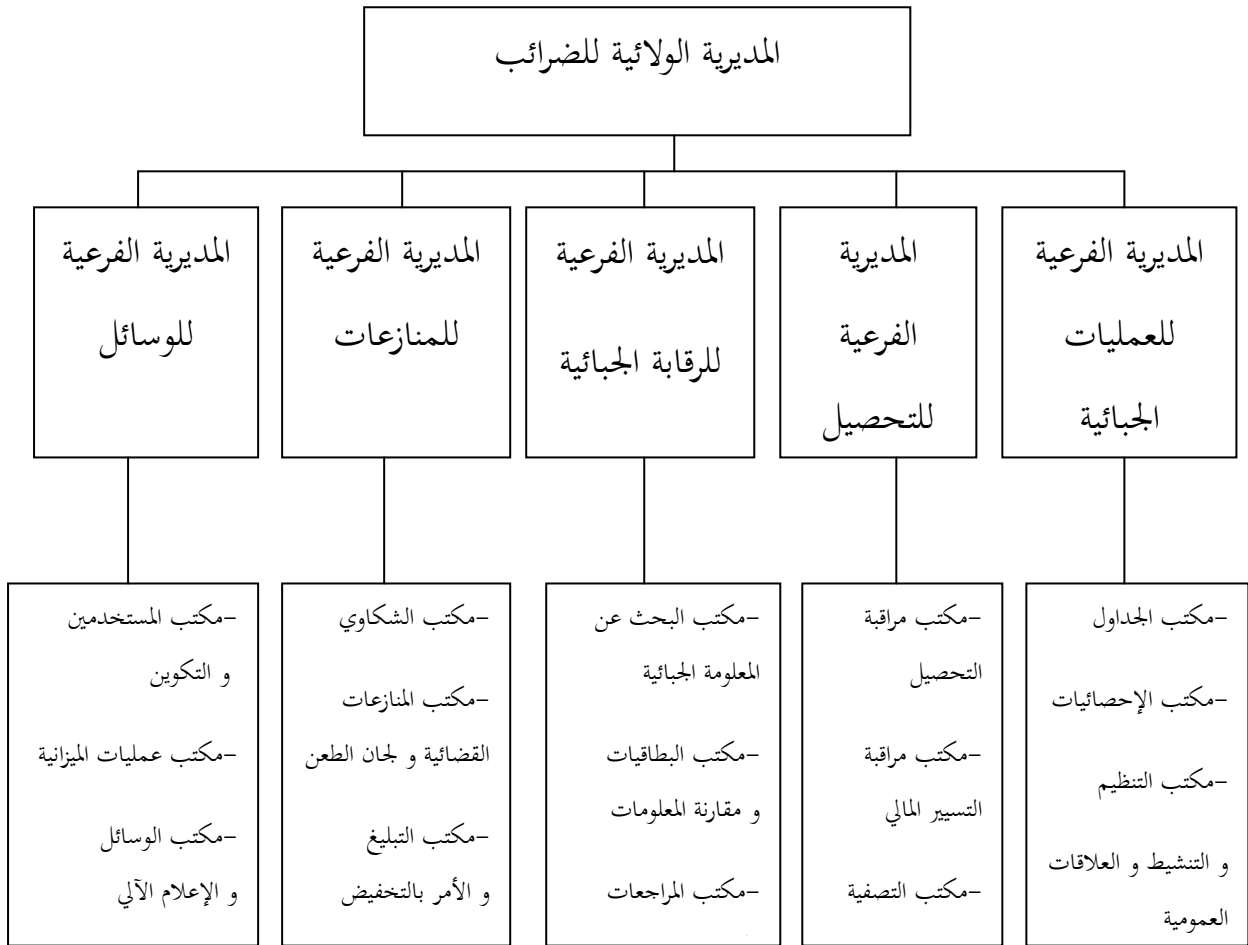 المديرية الولائية للضرائب
المديرية الفرعية
للعمليات
الجبائية
المديرية
الفرعية
للتحصيل
المديرية الفرعية
للرقابة الجبائية
المديرية الفرعية
للمنازعات
المديرية الفرعية
للوسائل
-مكتب الجداول
-مكتب الإحصائيات
-مكتب التنظيم
و التنشيط و العلاقات
العمومية
-مكتب مراقبة
التحصيل
-مكتب مراقبة
التسيير المالي
-مكتب التصفية
-مكتب البحث عن
المعلومة الجبائية
-مكتب البطاقيات
و مقارنة المعلومات
-مكتب المراجعات
-مكتب الشكاوي
-مكتب المنازعات
القضائية و لجان الطعن
-مكتب التبليغ
و الأمر بالتخفيض
-مكتب المستخدمين
و التكوين
-مكتب عمليات الميزانية
-مكتب الوسائل
و الإعلام الآلي